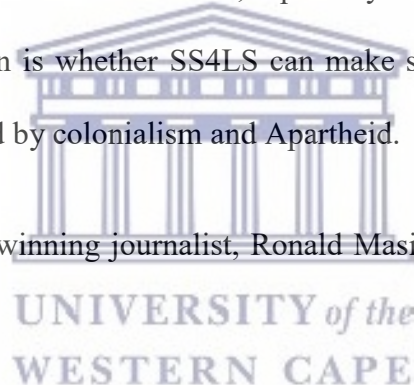 n is whether SS4LS can make s
d by colonialism and Apartheid.
winning journalist, Ronald Masi
UNIVERSITY of the
WESTERN CAPE